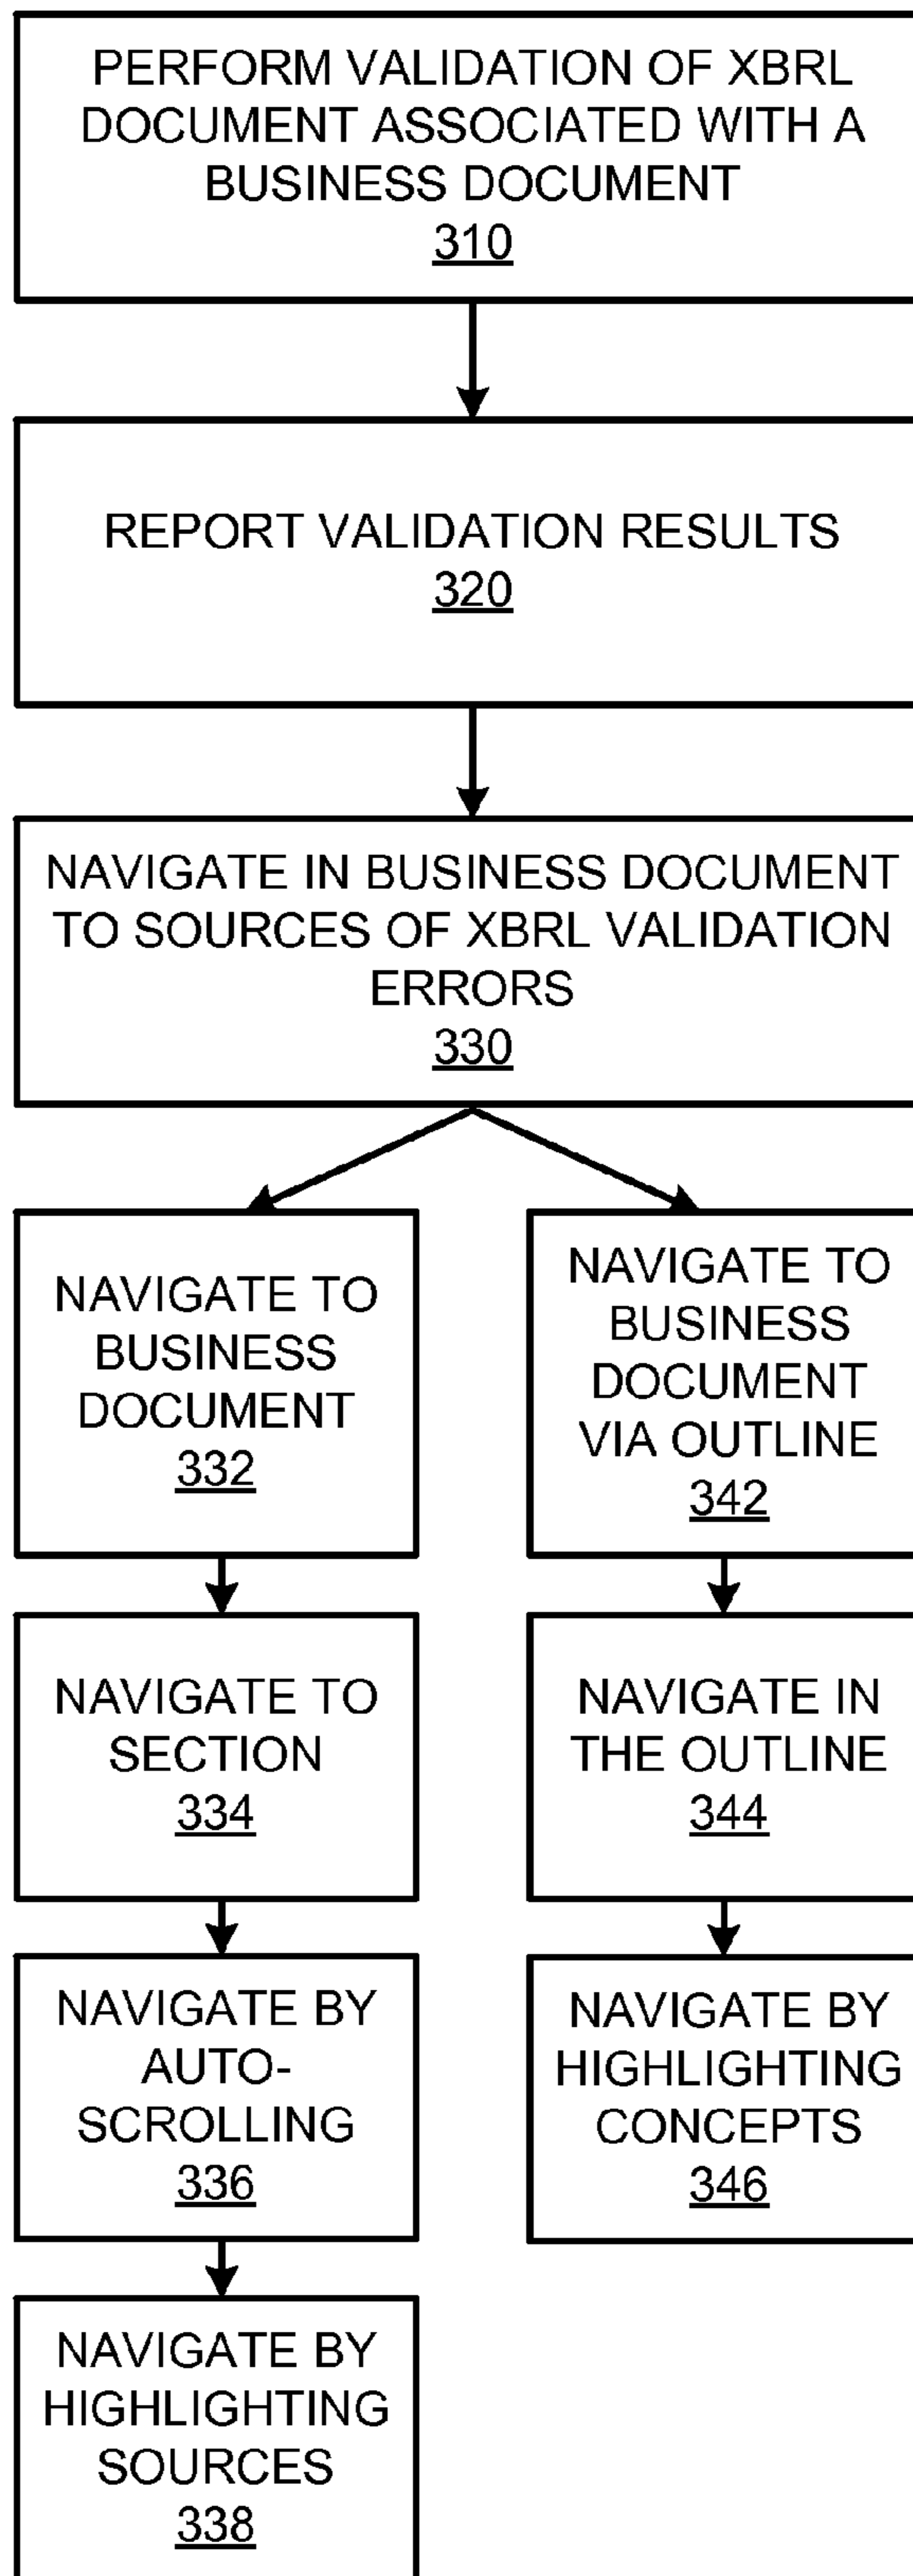 PERFORM VALIDATION OF XBRL
DOCUMENT ASSOCIATED WITH A
BUSINESS DOCUMENT
310
REPORT VALIDATION RESULTS
320
NAVIGATE IN BUSINESS DOCUMENT
TO SOURCES OF XBRL VALIDATION
ERRORS
330
NAVIGATE TO
BUSINESS
DOCUMENT
332
NAVIGATE TO
BUSINESS
DOCUMENT
VIA OUTLINE
342
NAVIGATE TO
SECTION
334
NAVIGATE IN
THE OUTLINE
344
NAVIGATE BY
AUTO-
SCROLLING
336
NAVIGATE BY
HIGHLIGHTING
CONCEPTS
346
NAVIGATE BY
HIGHLIGHTING
SOURCES
338